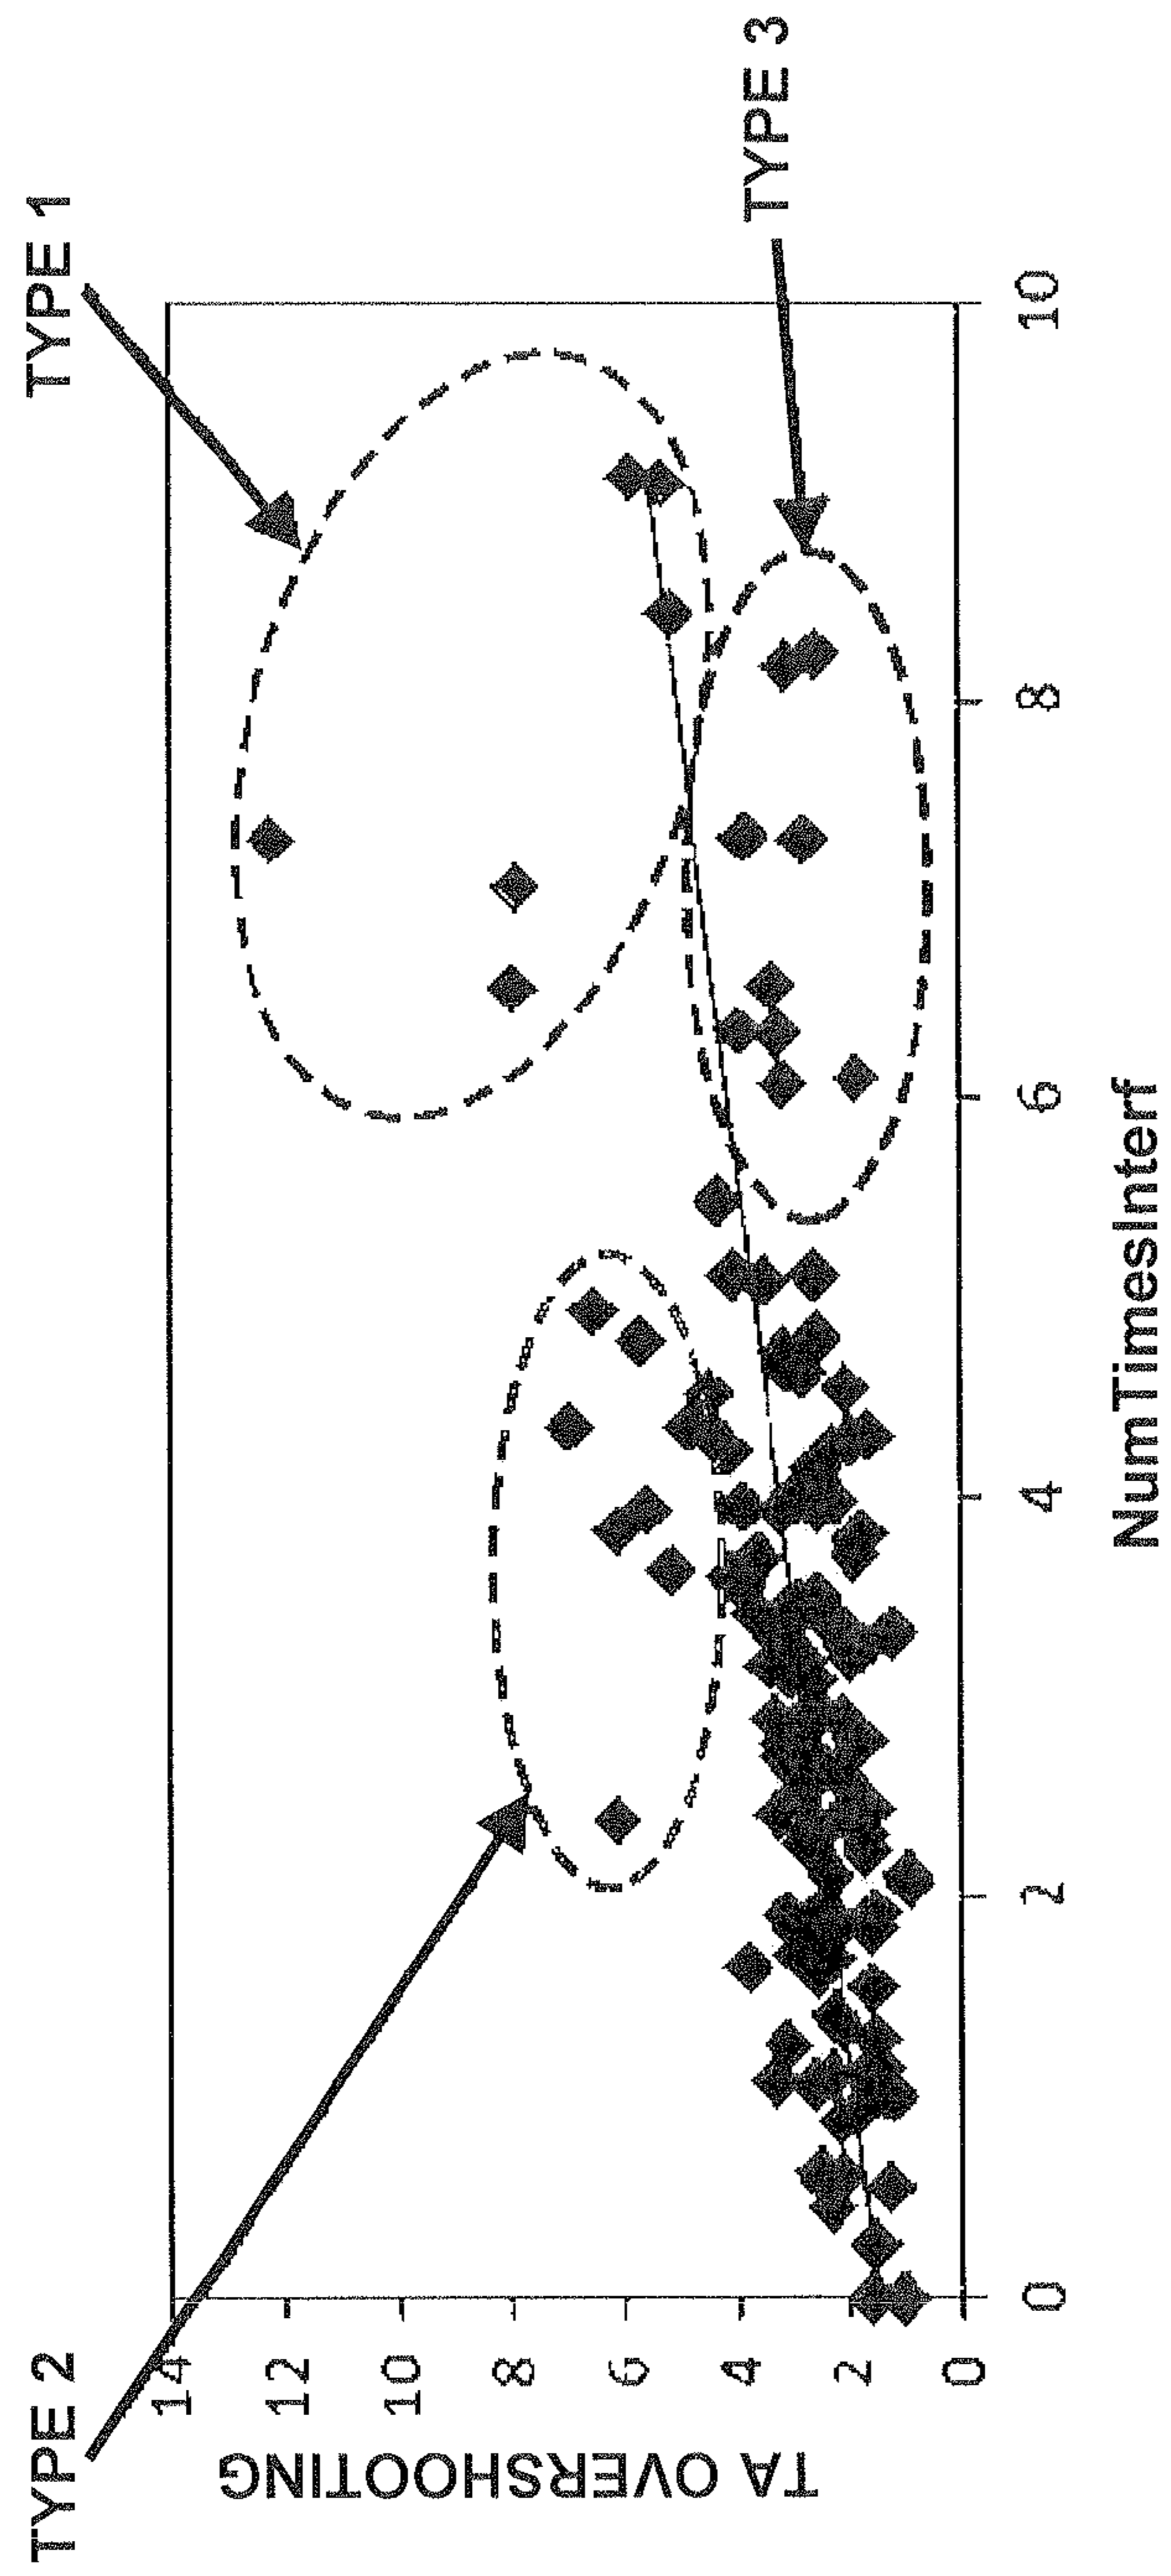 TYPE 2
TYPE 1
TYPE 3
TA OVERSHOOTING
14
12
10
8
6
4
2
0
0 2 4 6 8 10
NumTimesInterf